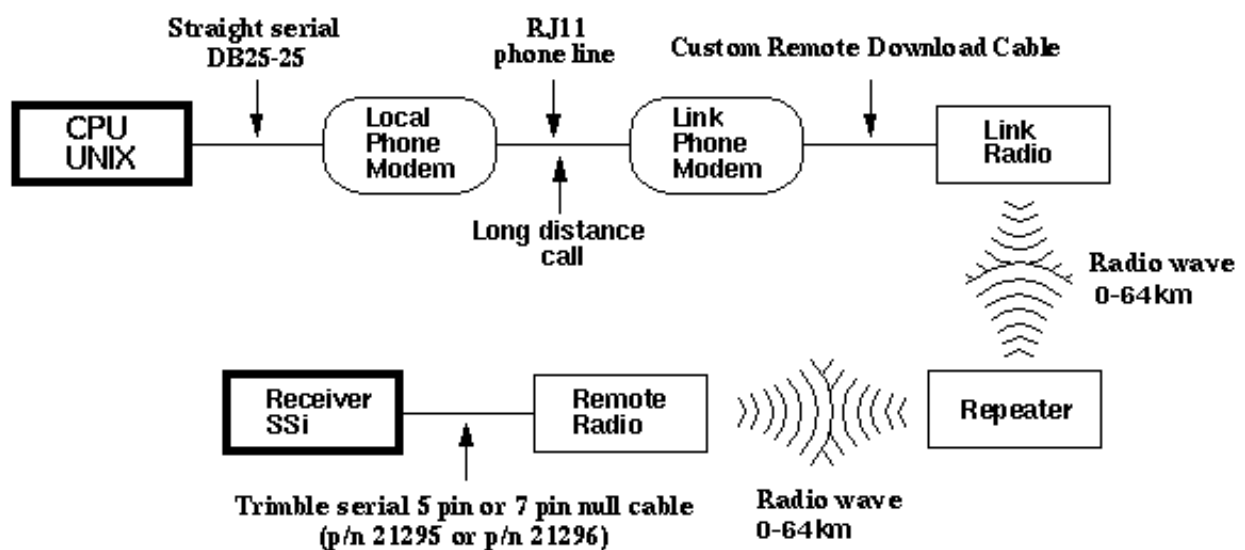 Straight serial
DB25-25
RJ11
phone line
Custom Remote Download Cable
CPU
UNIX
Local
Phone
Modem
Link
Phone
Modem
Link
Radio
Long distance
call
Radio wave
0-64km
Receiver
SSi
Remote
Radio
Repeater
Trimble serial 5 pin or 7 pin null cable
(p/n 21295 or p/n 21296)
Radio wave
0-64km